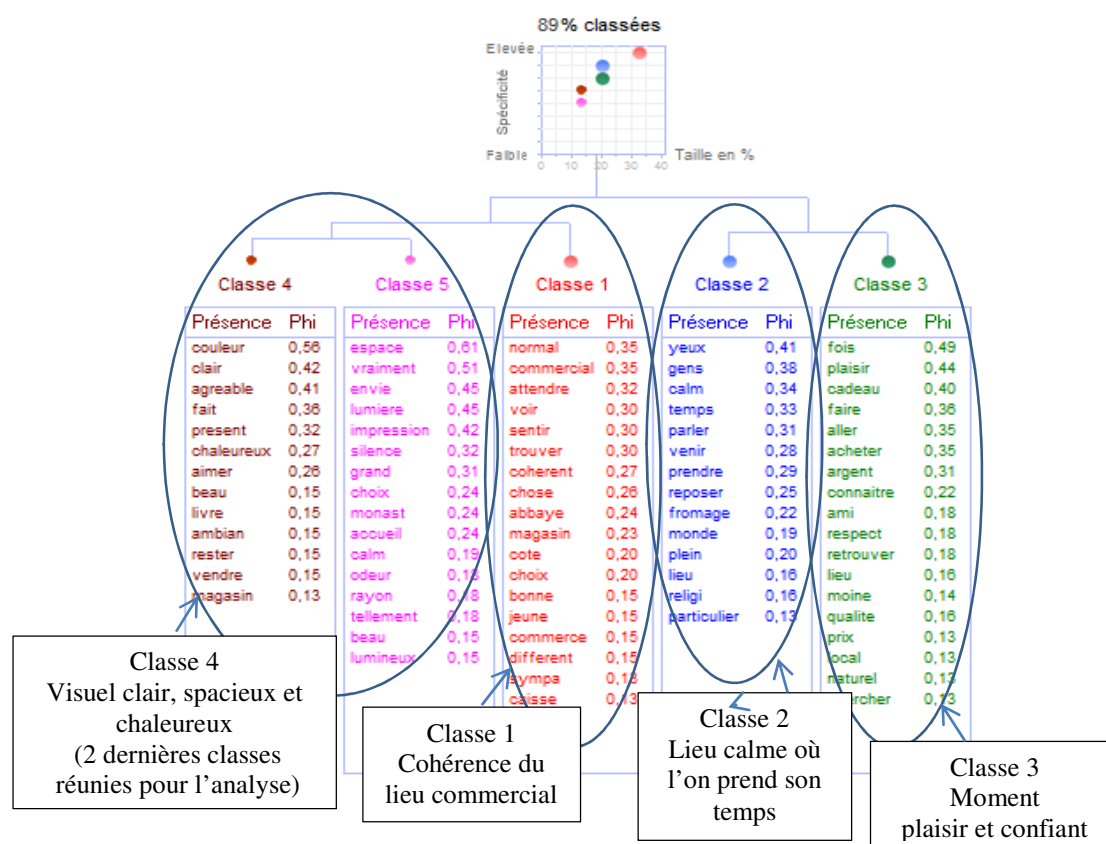 89% classées
Elevée
Spécificité
Faible
0 10 20 30 40
Taille en %
Classe 4
Présence Phi
couleur 0,56
clair 0,42
agreable 0,41
fait 0,36
present 0,32
chaleureux 0,27
aimer 0,26
beau 0,15
livre 0,15
ambian 0,15
rester 0,15
vendre 0,15
magasin 0,13
Classe 5
Présence Phi
espace 0,61
vraiment 0,51
envie 0,45
lumiere 0,45
impression 0,42
silence 0,32
grand 0,31
choix 0,24
monast 0,24
accueil 0,24
calm 0,19
odeur 0,18
rayon 0,18
tellement 0,18
beau 0,15
lumineux 0,15
Classe 1
Présence Phi
normal 0,35
commercial 0,35
attendre 0,32
voir 0,30
sentir 0,30
trouver 0,30
coherent 0,27
chose 0,26
abbaye 0,24
magasin 0,23
cote 0,20
choix 0,20
bonne 0,15
jeune 0,15
commerce 0,15
different 0,15
sympa 0,13
caisse 0,13
Classe 2
Présence Phi
yeux 0,41
gens 0,38
calm 0,34
temps 0,33
parler 0,31
venir 0,28
prendre 0,29
reposer 0,25
fromage 0,22
monde 0,19
plein 0,20
lieu 0,16
religi 0,16
particulier 0,13
Classe 3
Présence Phi
fois 0,49
plaisir 0,44
cadeau 0,40
faire 0,36
aller 0,35
acheter 0,35
argent 0,31
connaitre 0,22
ami 0,18
respect 0,18
retrouver 0,18
lieu 0,16
moine 0,14
qualite 0,16
prix 0,13
local 0,13
naturel 0,13
0,13
Classe 4
Visuel clair, spacieux et
chaleureux
(2 dernières classes
réunies pour l’analyse)
Classe 1
Cohérence du
lieu commercial
Classe 2
Lieu calme où
l’on prend son
temps
Classe 3
Moment
plaisir et confiant